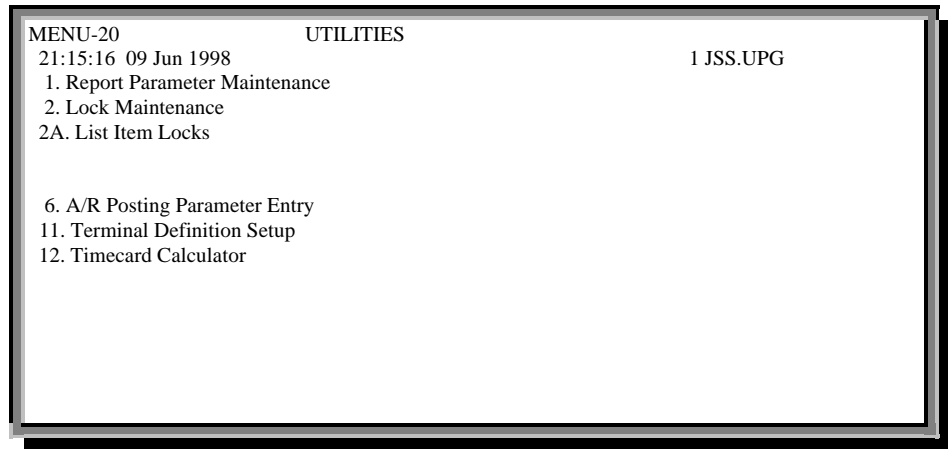 MENU-20 UTILITIES
21:15:16 09 Jun 1998 1 JSS.UPG
1. Report Parameter Maintenance
2. Lock Maintenance
2A. List Item Locks
6. A/R Posting Parameter Entry
11. Terminal Definition Setup
12. Timecard Calculator